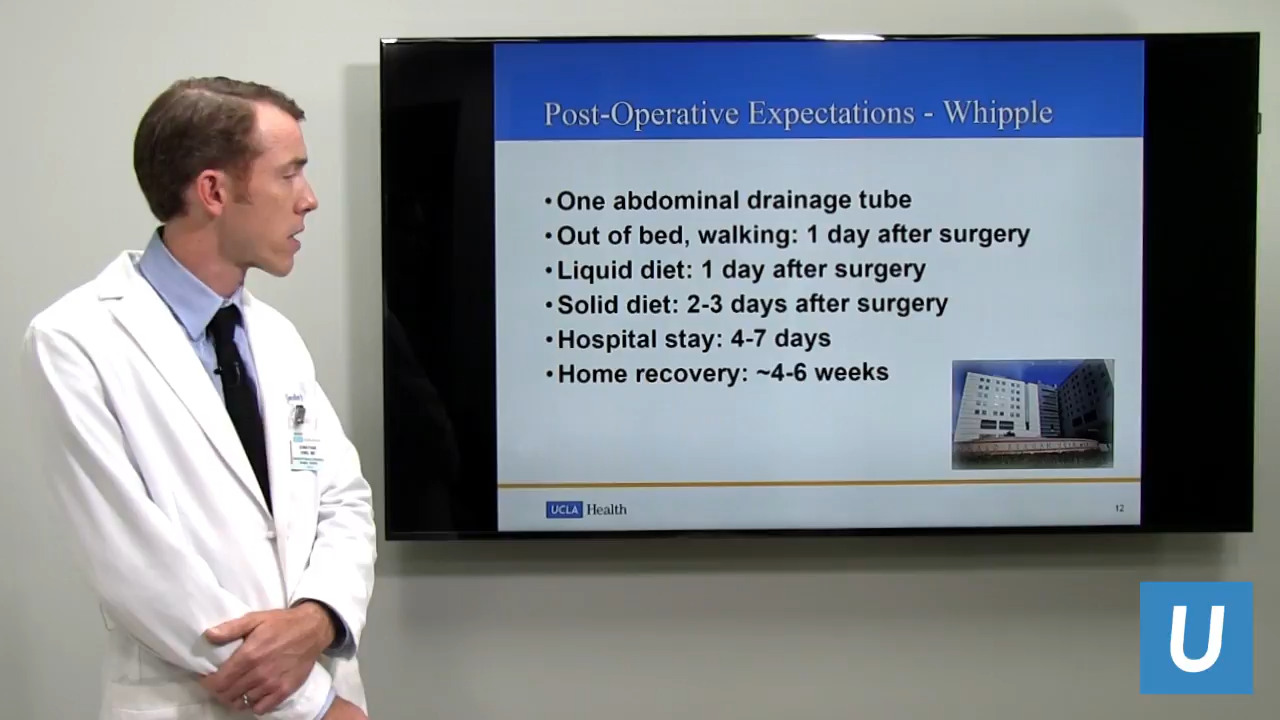 Post-Operative Expectations - Whipple
• One abdominal drainage tube
• Out of bed, walking: 1 day after surgery
• Liquid diet: 1 day after surgery
• Solid diet: 2-3 days after surgery
• Hospital stay: 4-7 days
• Home recovery: ~4-6 weeks
UCLA Health
12
U